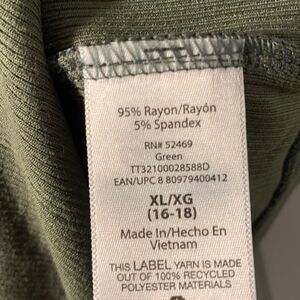 95% Rayon/Rayón
5% Spandex
RN# 52469
Green
TT32100028588D
EAN/UPC 8 80979400412
XL/XG
(16-18)
Made In/Hecho En
Vietnam
THIS LABEL YARN IS MADE
OUT OF 100% RECYCLED
POLYESTER MATERIALS